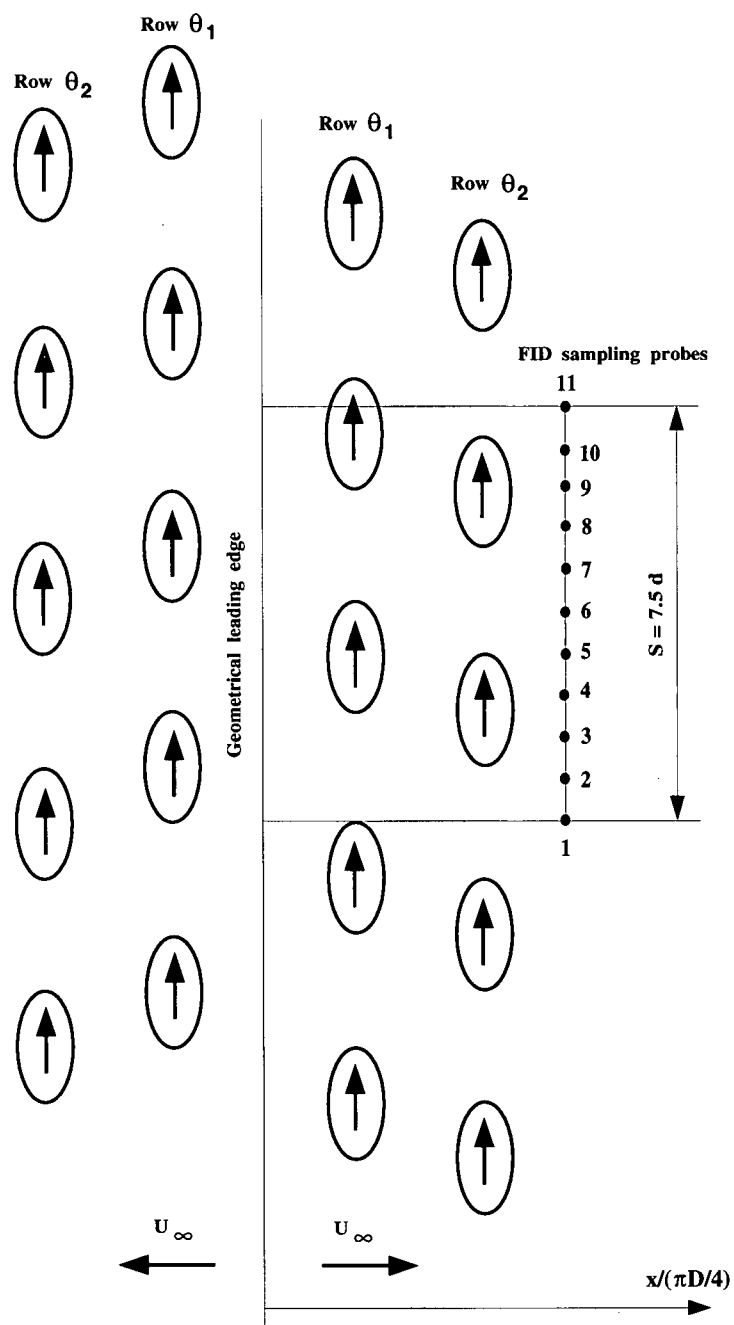 Row θ1
Row θ2
Row θ1
Row θ2
FID sampling probes
11
10
9
8
7
6
5
4
3
2
1
S = 7.5 d
Geometrical leading edge
U∞
U∞
x/(πD/4)